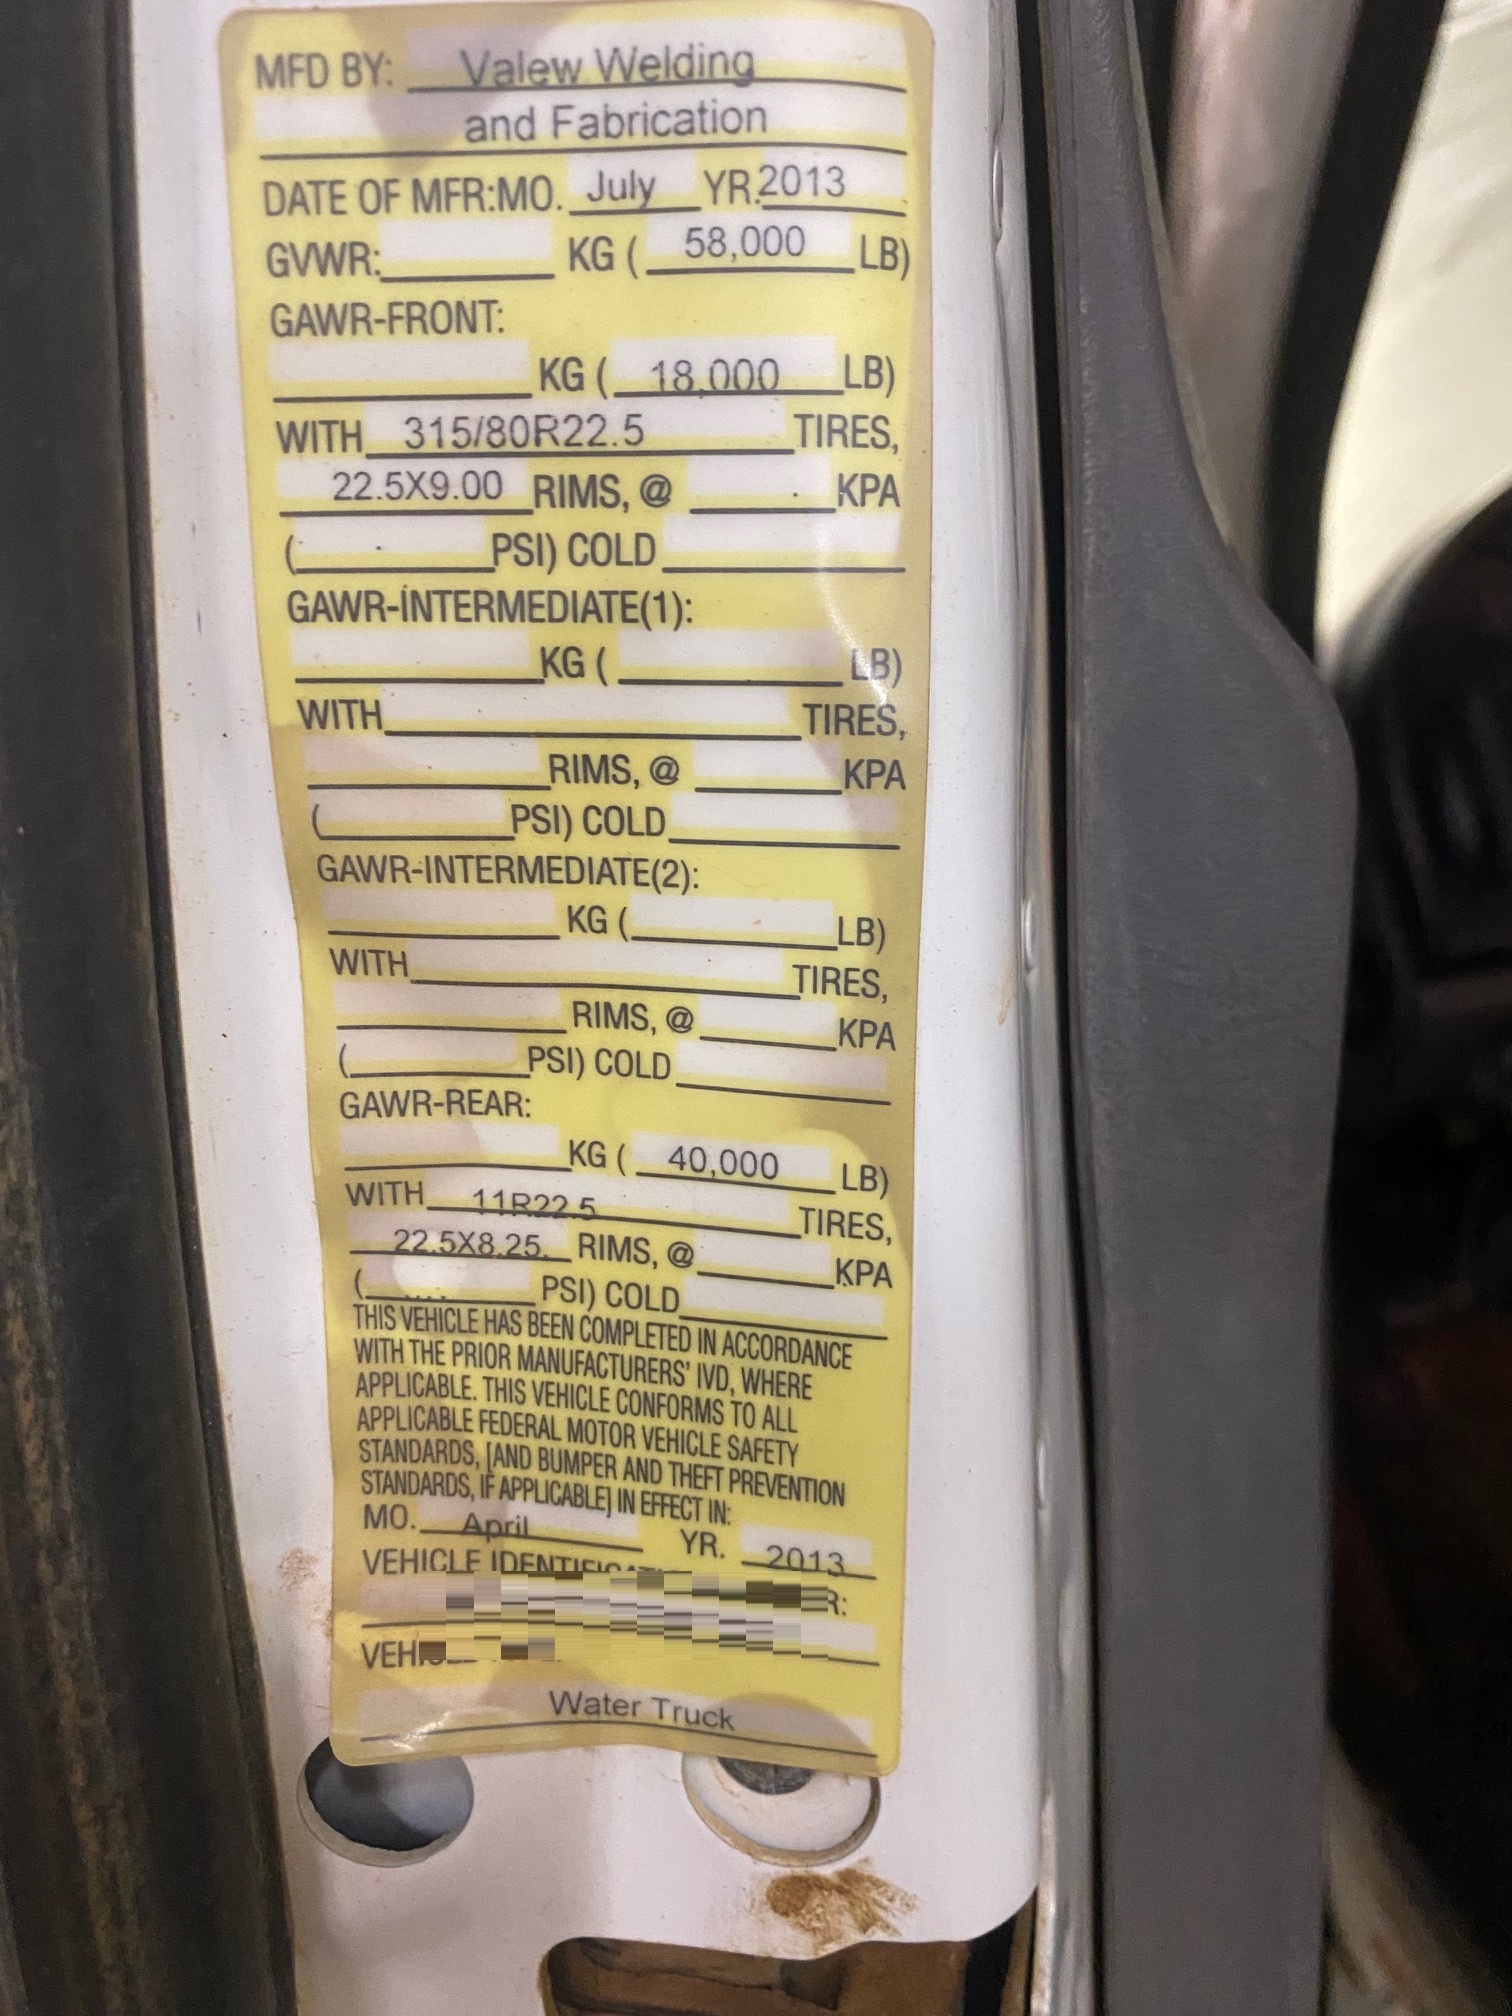 MFD BY: Valew Welding
and Fabrication
DATE OF MFR:MO. July YR.2013
GVWR: KG ( 58,000 LB)
GAWR-FRONT:
KG ( 18,000 LB)
WITH 315/80R22.5 TIRES,
22.5X9.00 RIMS, @ KPA
( PSI) COLD
GAWR-INTERMEDIATE(1):
KG ( LB)
WITH TIRES,
RIMS, @ KPA
( PSI) COLD
GAWR-INTERMEDIATE(2):
KG ( LB)
WITH TIRES,
RIMS, @ KPA
( PSI) COLD
GAWR-REAR:
KG ( 40,000 LB)
WITH 11R22.5 TIRES,
22.5X8.25 RIMS, @ KPA
( PSI) COLD
THIS VEHICLE HAS BEEN COMPLETED IN ACCORDANCE
WITH THE PRIOR MANUFACTURERS' IVD, WHERE
APPLICABLE. THIS VEHICLE CONFORMS TO ALL
APPLICABLE FEDERAL MOTOR VEHICLE SAFETY
STANDARDS, [AND BUMPER AND THEFT PREVENTION
STANDARDS, IF APPLICABLE] IN EFFECT IN:
MO. April YR. 2013
VEHICLE
Water Truck